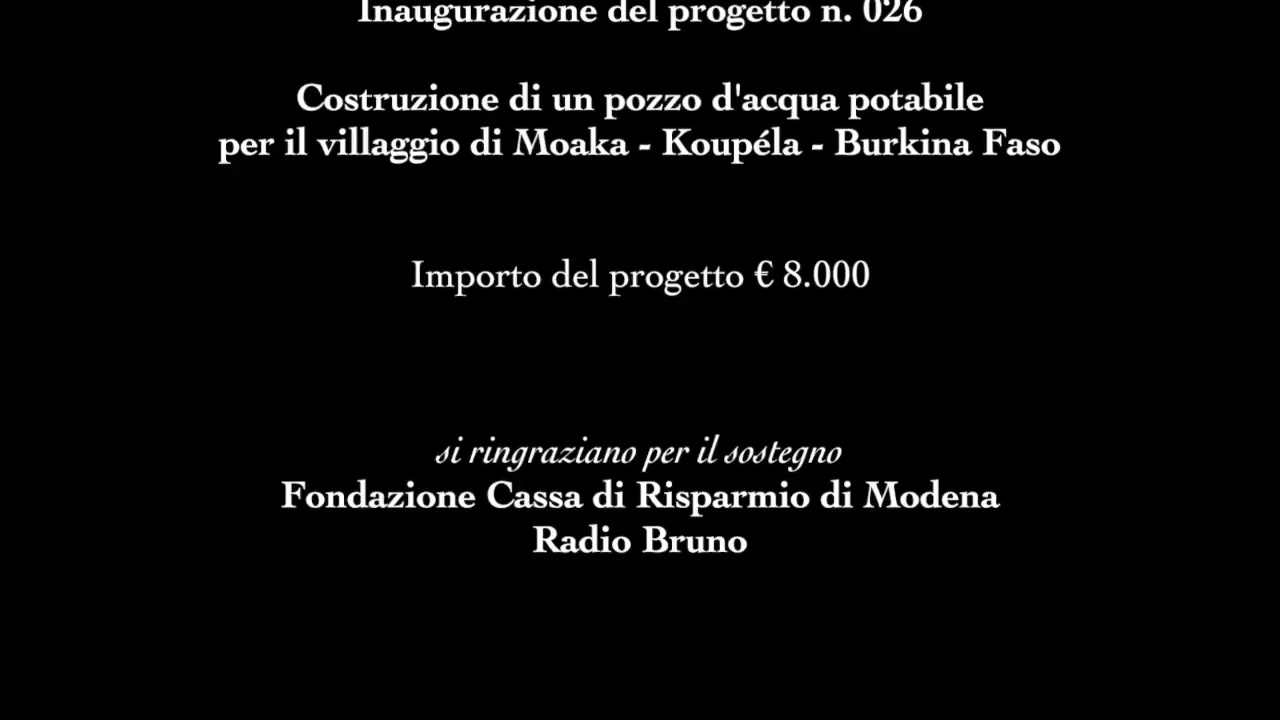 Inaugurazione del progetto n. 026
Costruzione di un pozzo d'acqua potabile
per il villaggio di Moaka - Koupéla - Burkina Faso
Importo del progetto € 8.000
si ringraziano per il sostegno
Fondazione Cassa di Risparmio di Modena
Radio Bruno